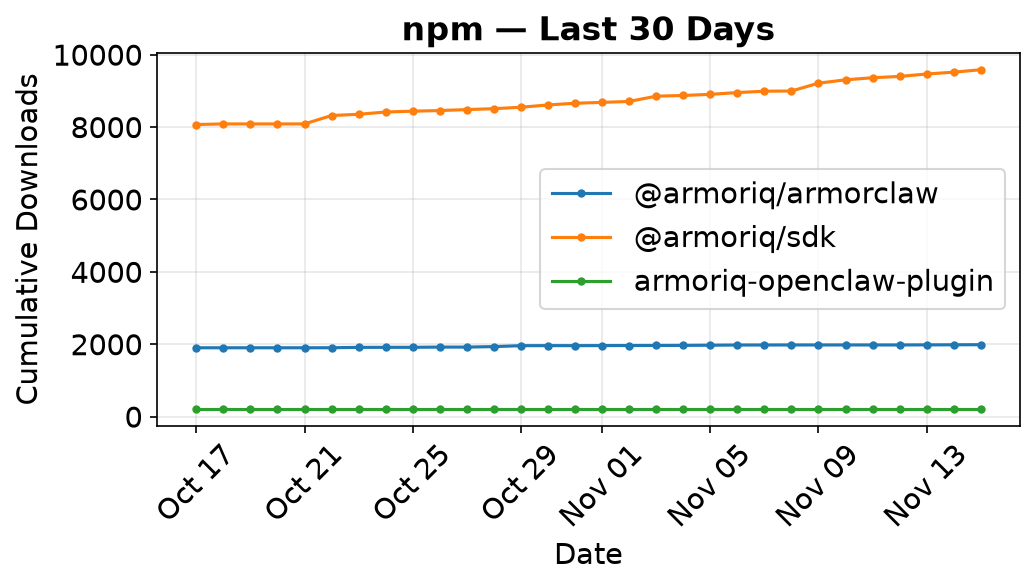 npm — Last 30 Days
Cumulative Downloads
10000
8000
6000
4000
2000
0
@armoriq/armorclaw
@armoriq/sdk
armoriq-openclaw-plugin
Oct 17
Oct 21
Oct 25
Oct 29
Nov 01
Nov 05
Nov 09
Nov 13
Date